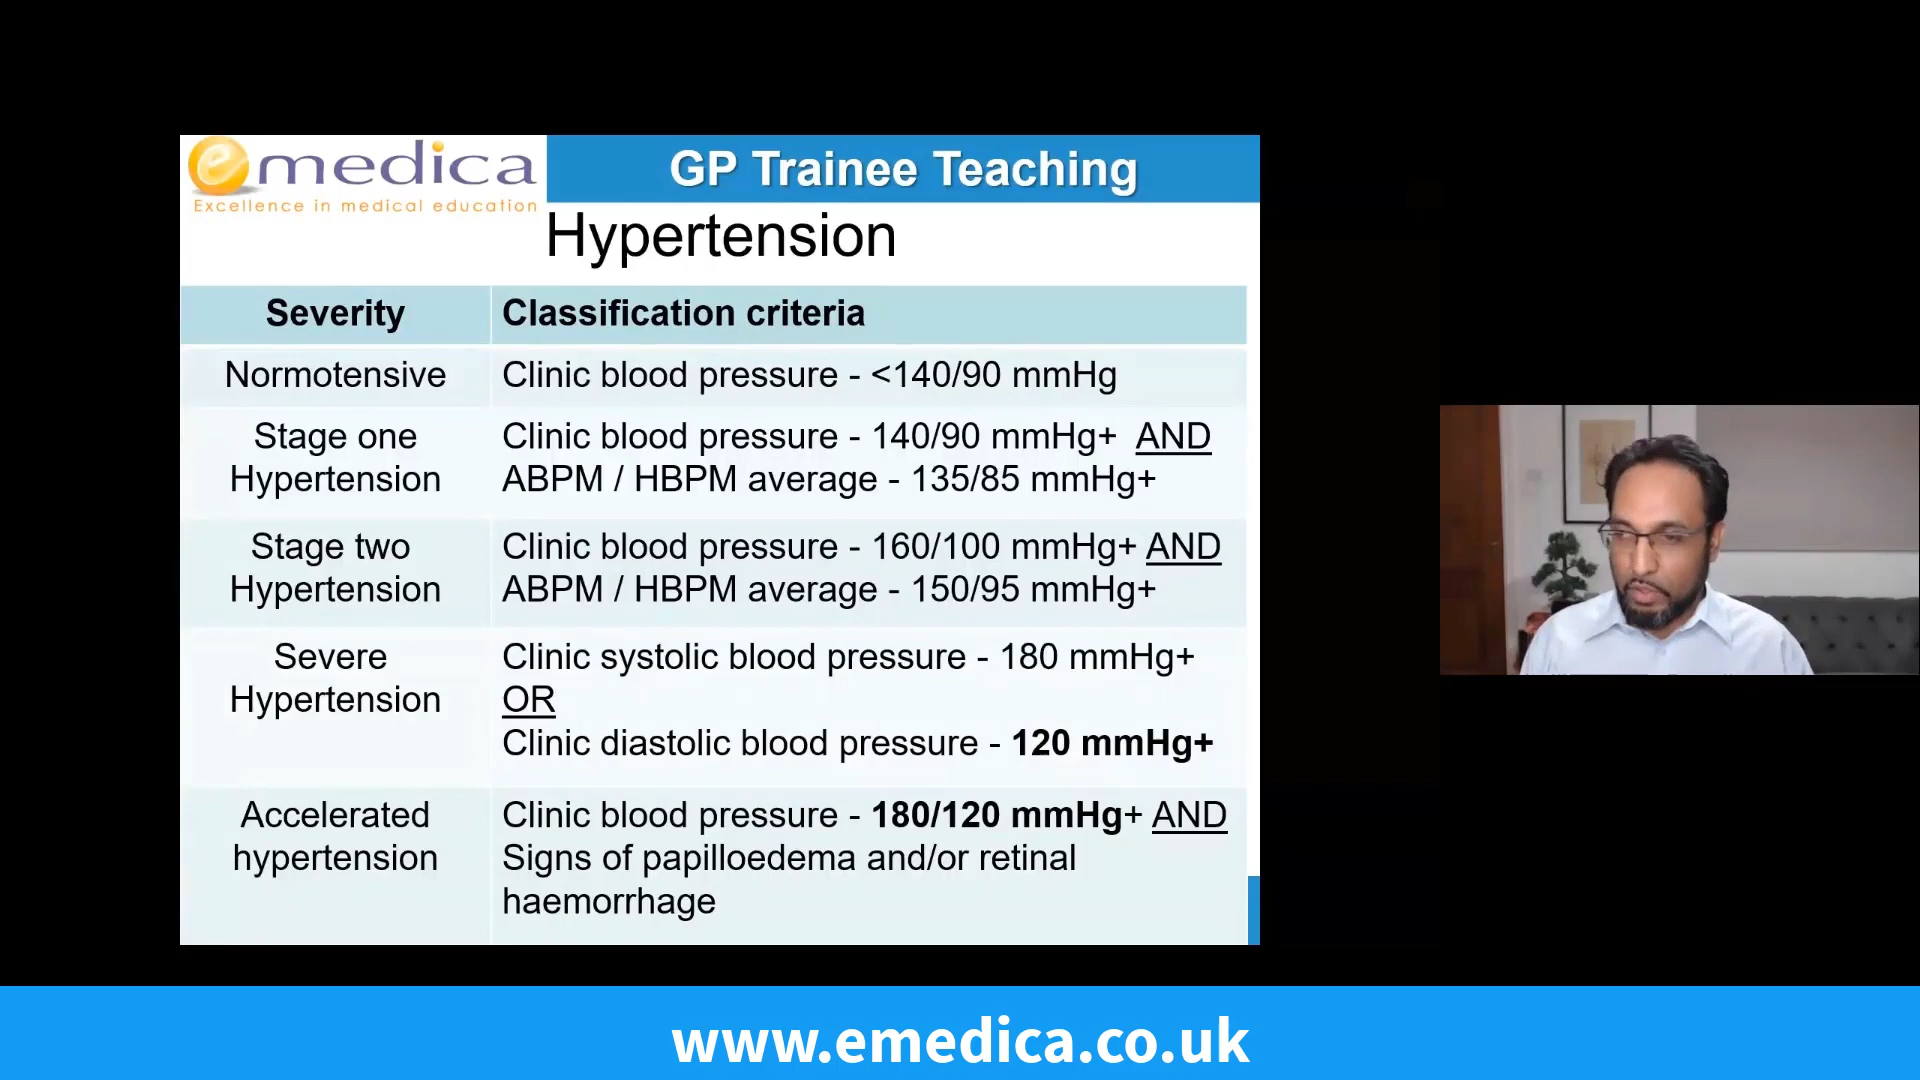 emedica
Excellence in medical education
GP Trainee Teaching
Hypertension
Severity
Classification criteria
Normotensive
Clinic blood pressure - <140/90 mmHg
Stage one
Hypertension
Clinic blood pressure - 140/90 mmHg+ AND
ABPM / HBPM average - 135/85 mmHg+
Stage two
Hypertension
Clinic blood pressure - 160/100 mmHg+ AND
ABPM / HBPM average - 150/95 mmHg+
Severe
Hypertension
Clinic systolic blood pressure - 180 mmHg+
OR
Clinic diastolic blood pressure - 120 mmHg+
Accelerated
hypertension
Clinic blood pressure - 180/120 mmHg+ AND
Signs of papilloedema and/or retinal
haemorrhage
www.emedica.co.uk